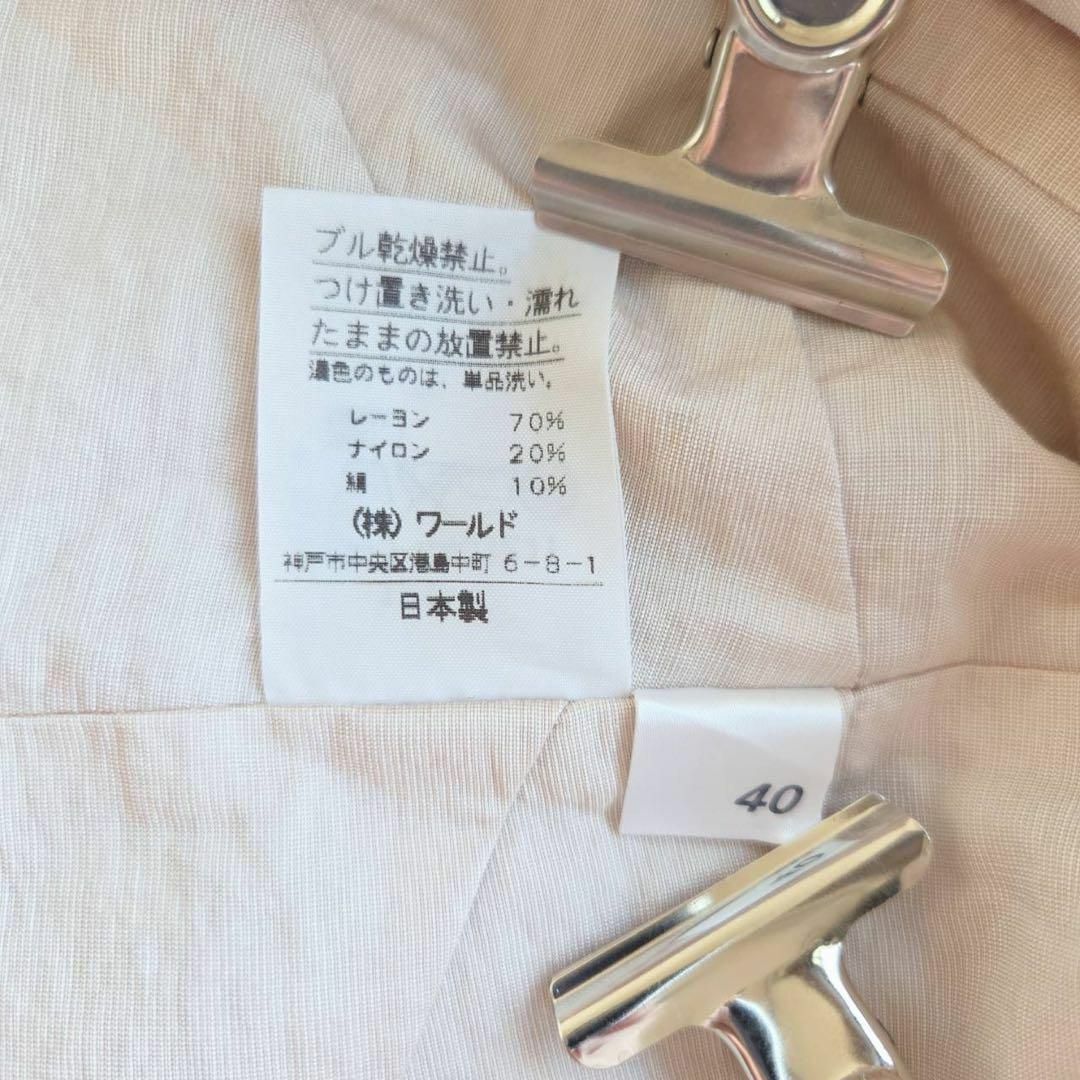 ブル乾燥禁止。
つけ置き洗い・濡れ
たままの放置禁止。
濃色のものは、単品洗い。
レーヨン 70%
ナイロン 20%
絹 10%
(株)ワールド
神戸市中央区港島中町 6-8-1
日本製
40